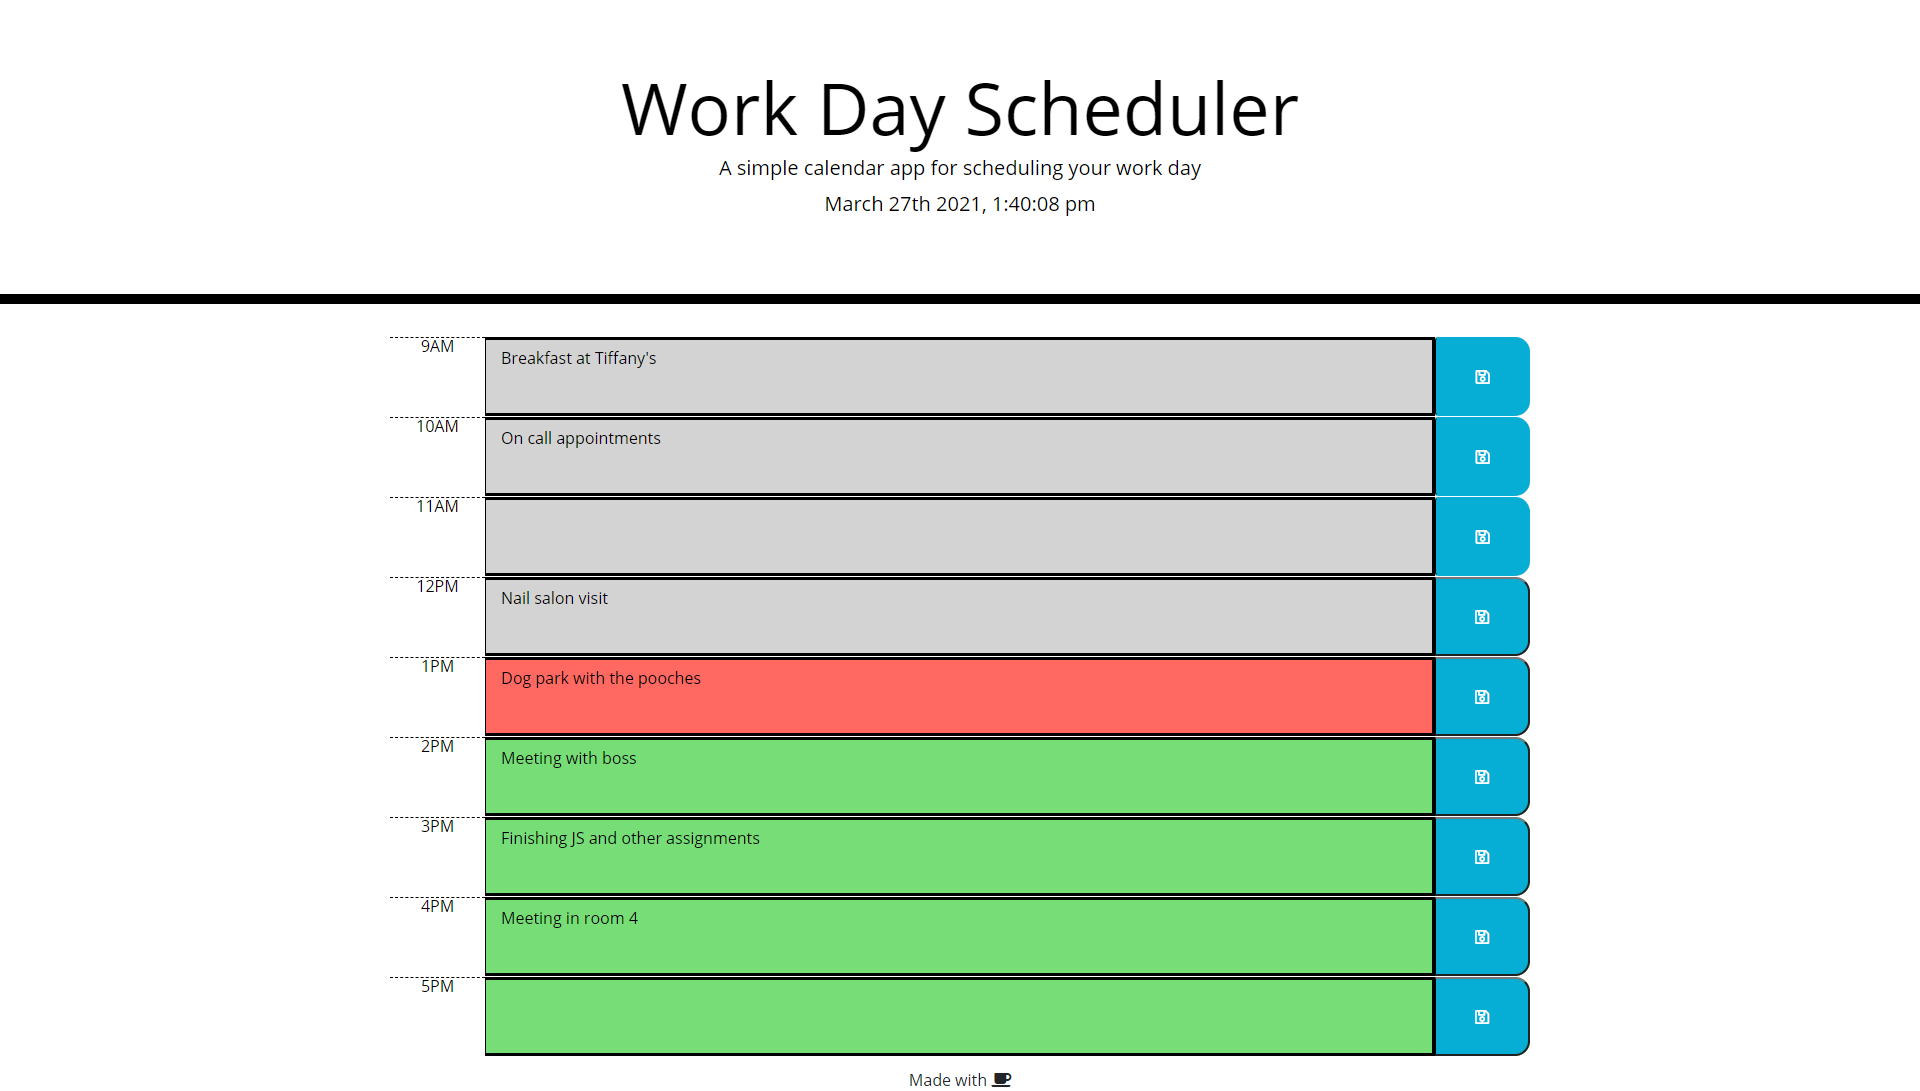 Work Day Scheduler
A simple calendar app for scheduling your work day
March 27th 2021, 1:40:08 pm
9AM
Breakfast at Tiffany's
10AM
On call appointments
11AM
12PM
Nail salon visit
1PM
Dog park with the pooches
2PM
Meeting with boss
3PM
Finishing JS and other assignments
4PM
Meeting in room 4
5PM
Made with